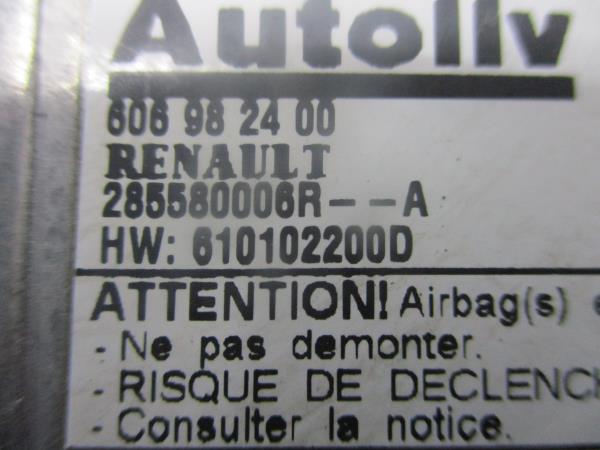 Autoliv
606 98 24 00
RENAULT
285580006R--A
HW: 610102200D
ATTENTION! Airbag(s)
- Ne pas demonter.
- RISQUE DE DECLENCH
- Consulter la notice.